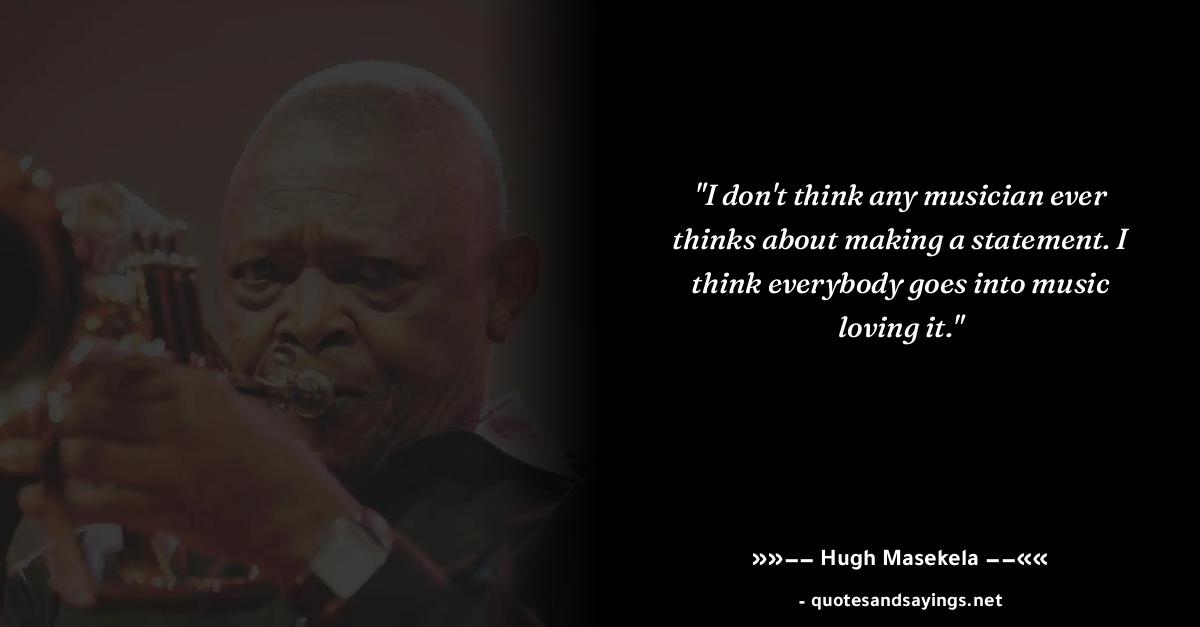 "I don't think any musician ever
thinks about making a statement. I
think everybody goes into music
loving it."
»»−− Hugh Masekela −−««
- quotesandsayings.net